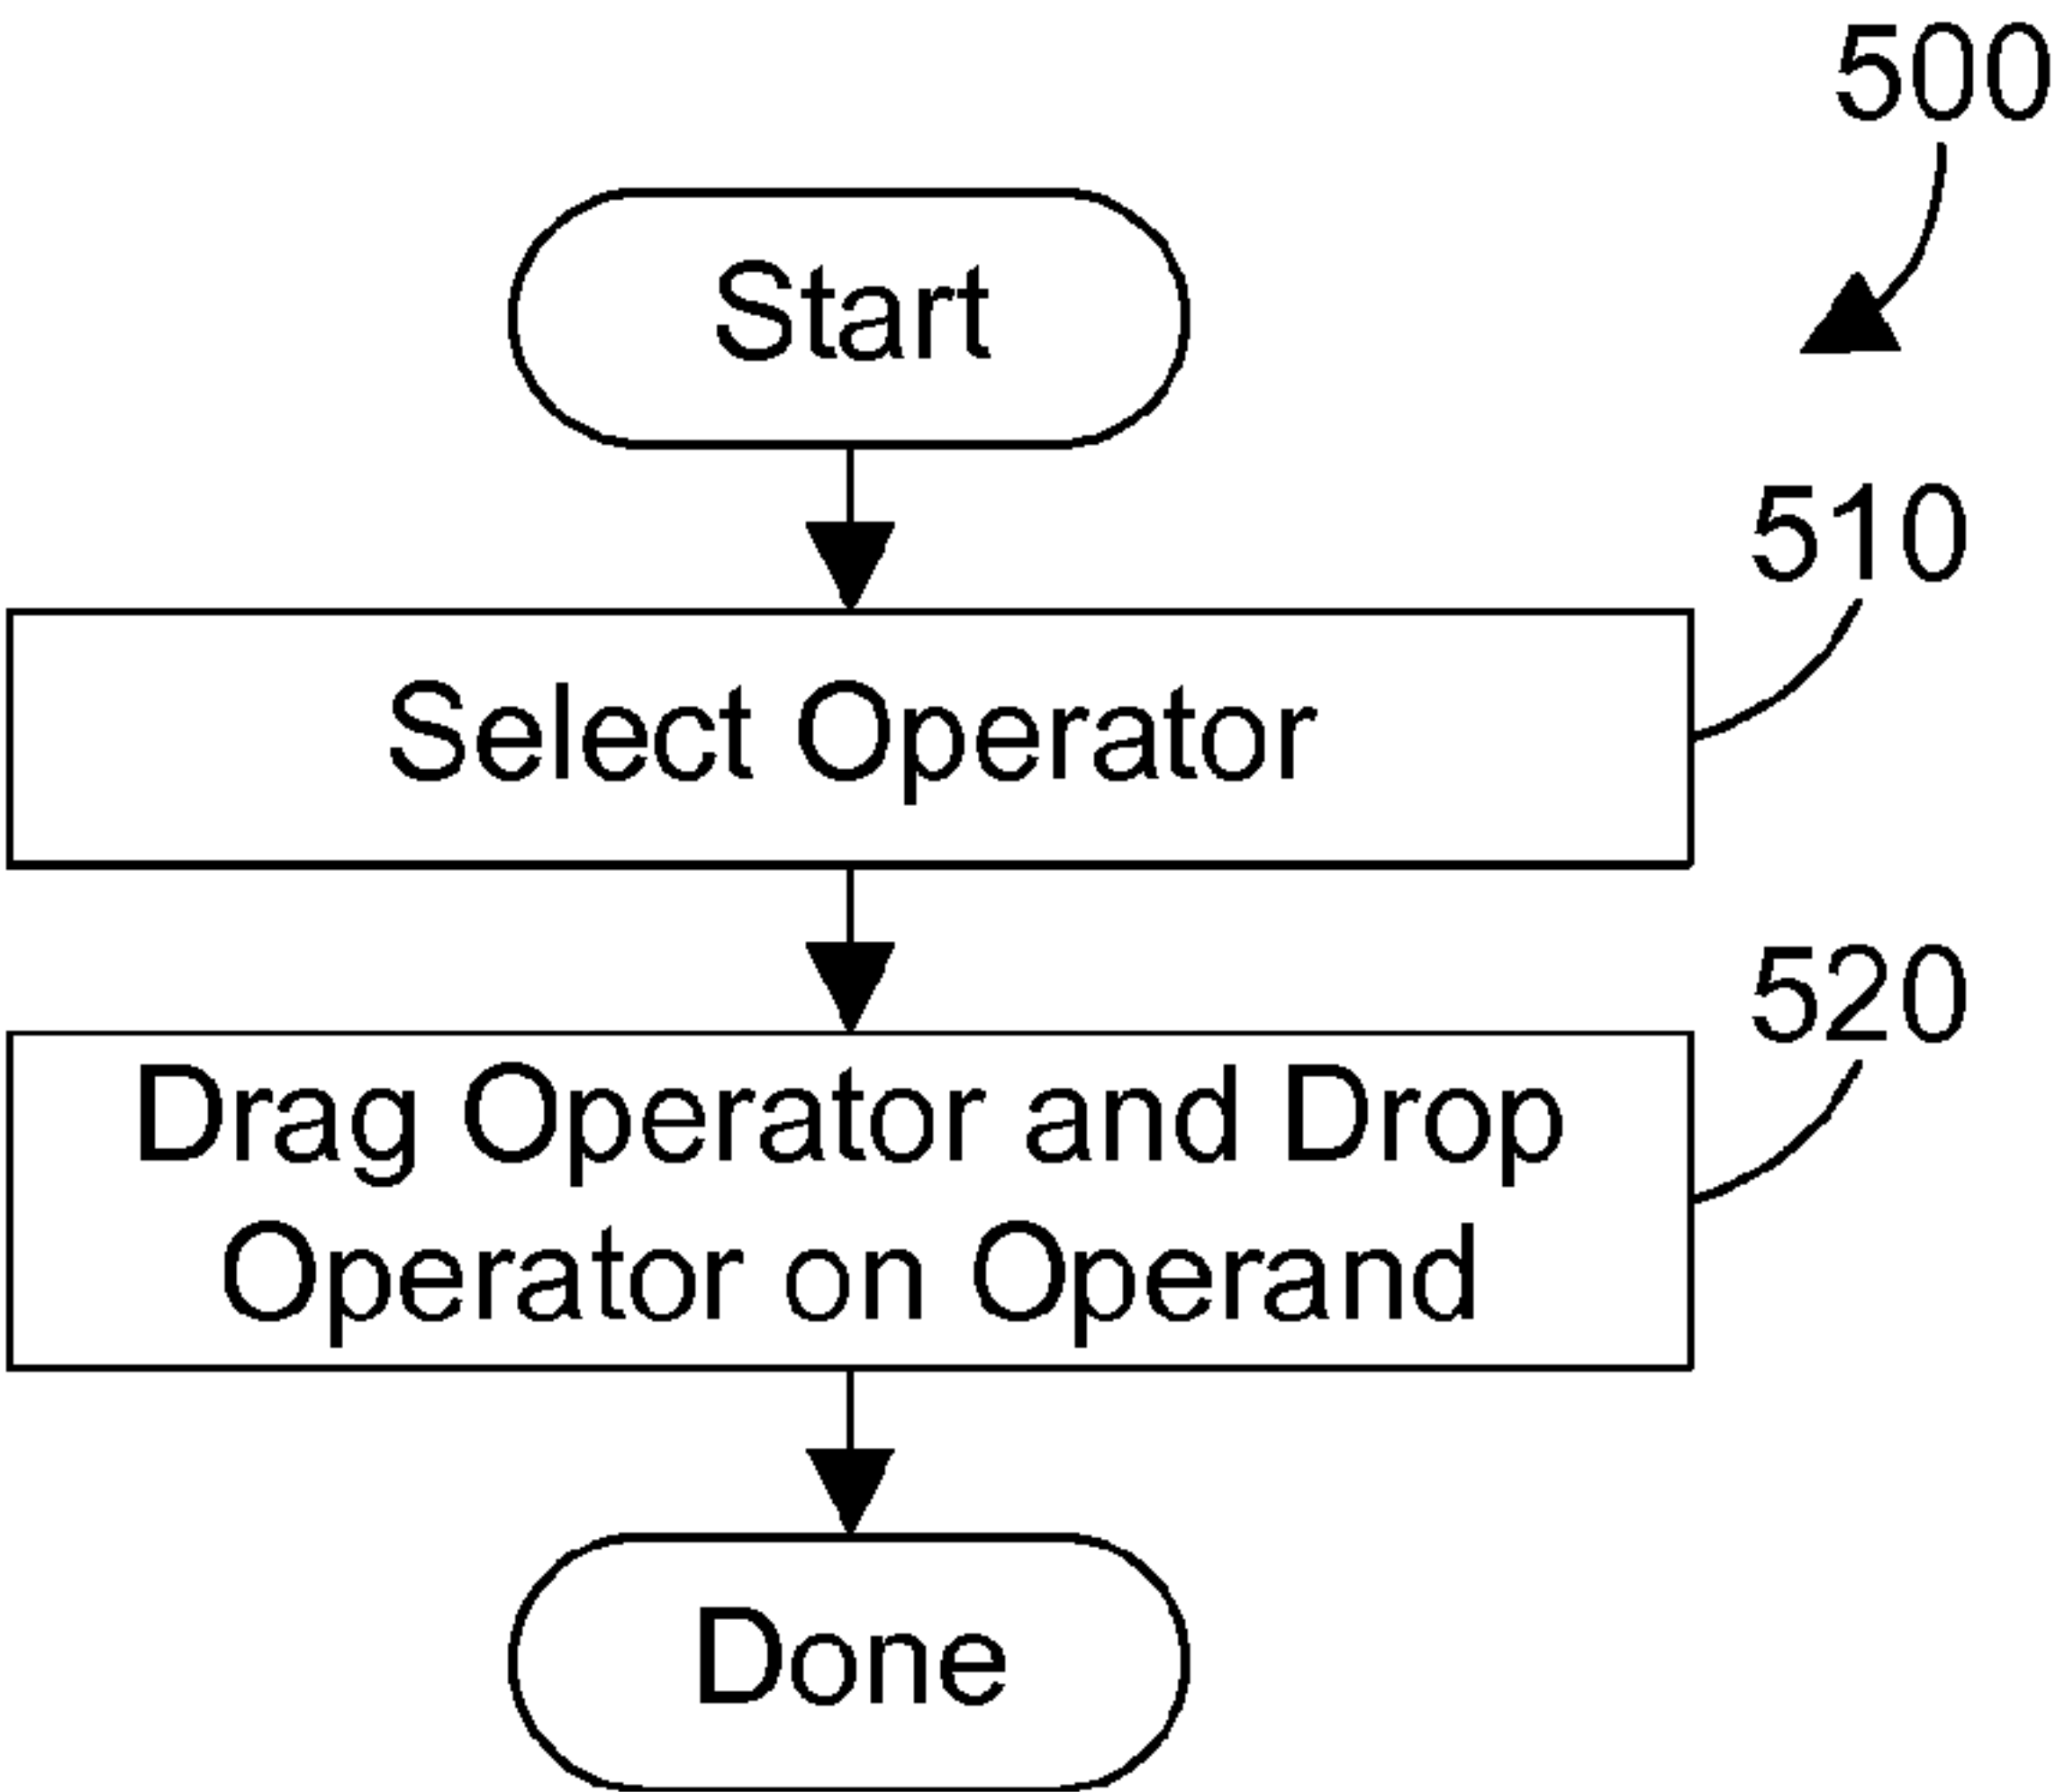 500
Start
510
Select Operator
520
Drag Operator and Drop
Operator on Operand
Done